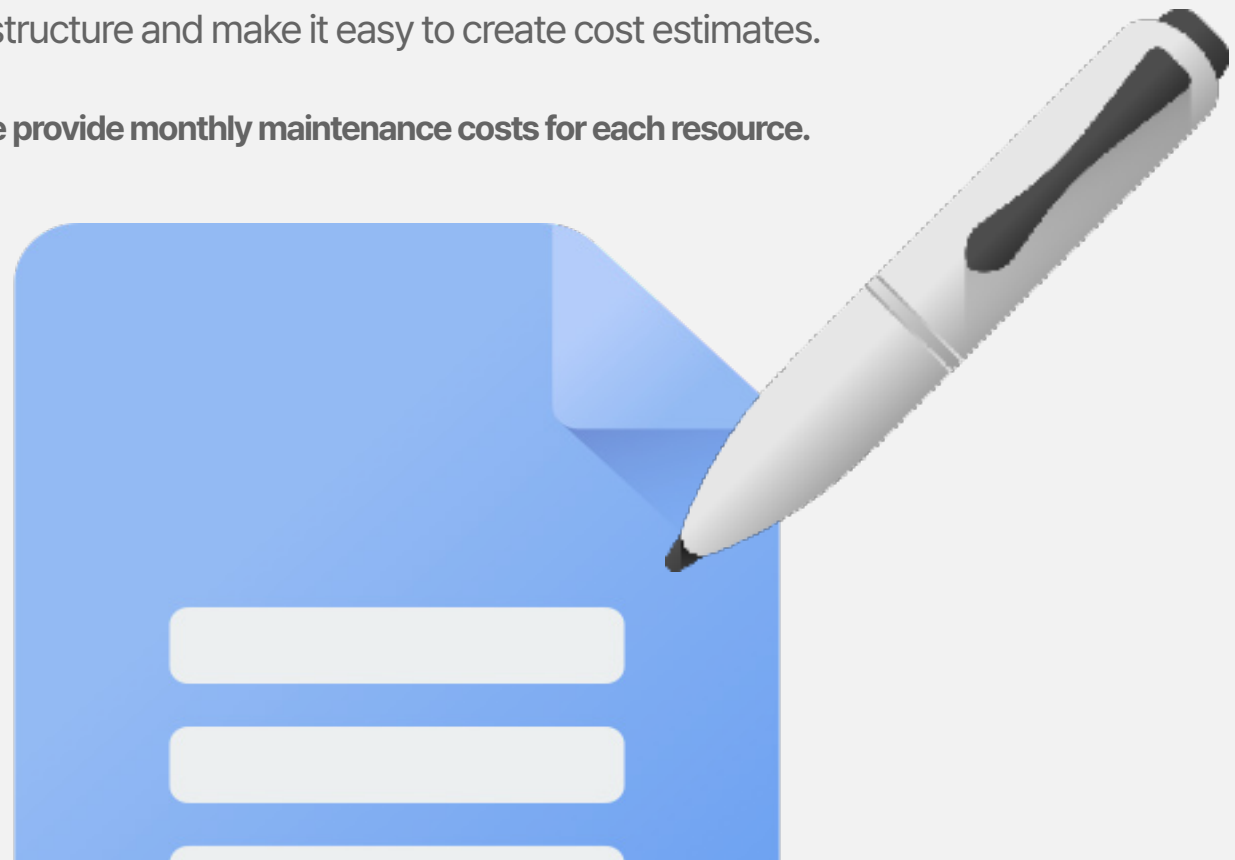 structure and make it easy to create cost estimates.
provide monthly maintenance costs for each resource.